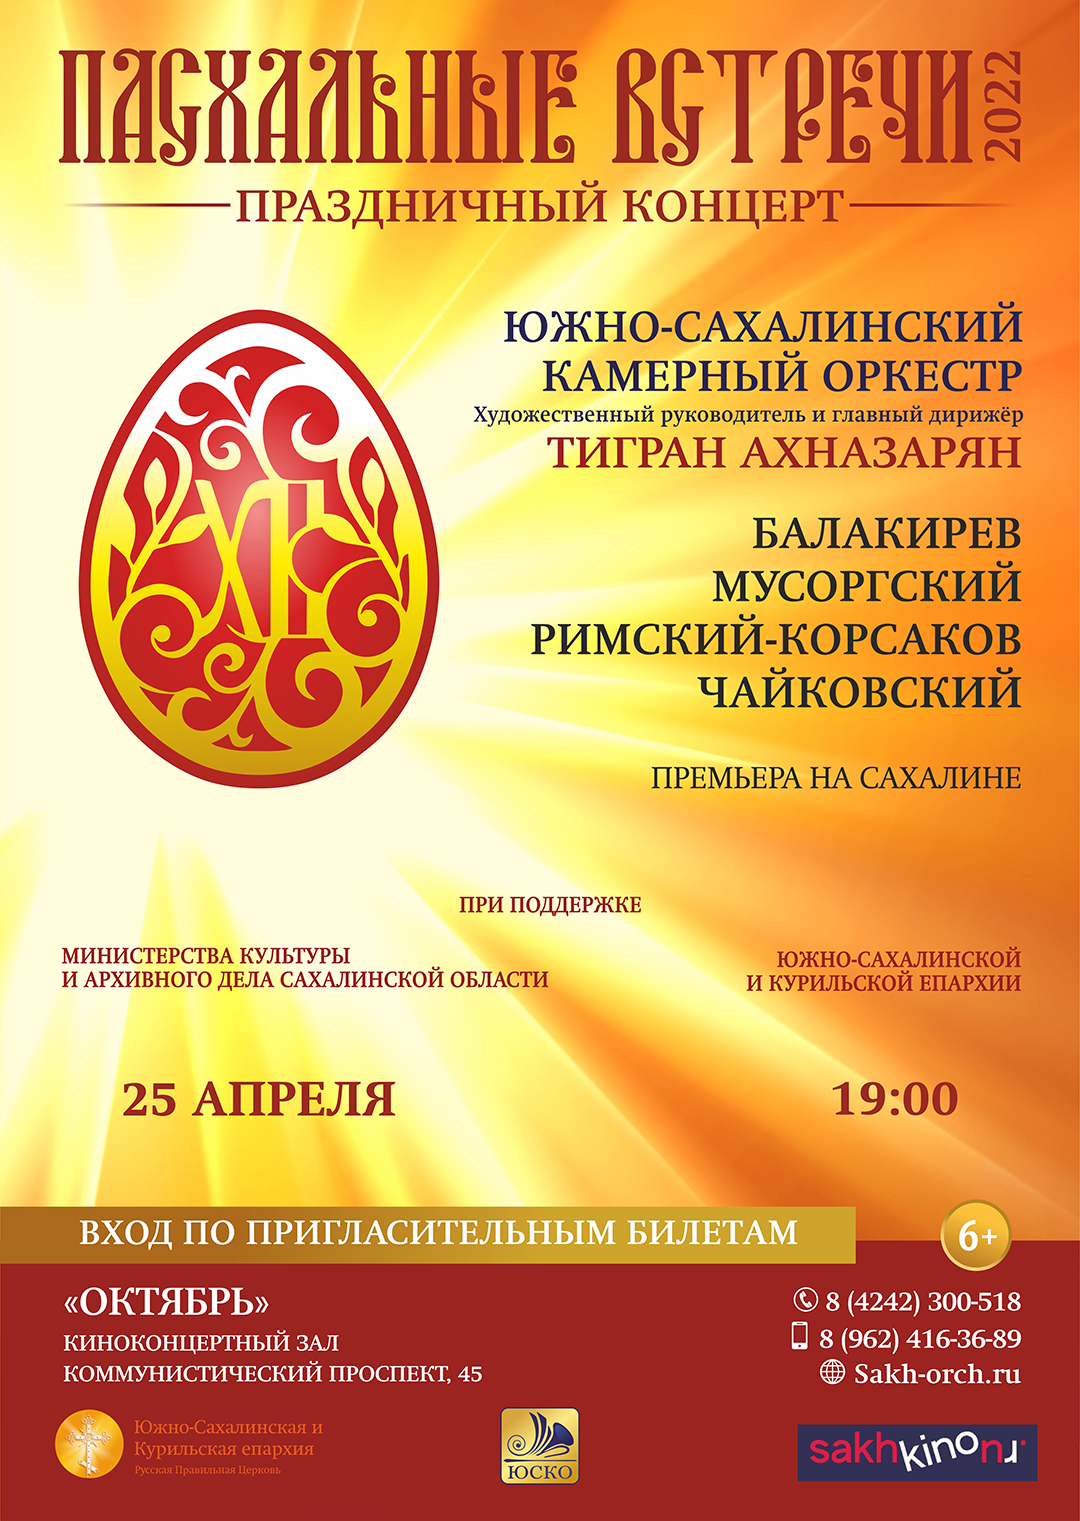 ПАСХАЛЬНЫЕ ВСТРЕЧИ 2022
ПРАЗДНИЧНЫЙ КОНЦЕРТ
ХВ
ЮЖНО-САХАЛИНСКИЙ
КАМЕРНЫЙ ОРКЕСТР
Художественный руководитель и главный дирижёр
ТИГРАН АХНАЗАРЯН
БАЛАКИРЕВ
МУСОРГСКИЙ
РИМСКИЙ-КОРСАКОВ
ЧАЙКОВСКИЙ
ПРЕМЬЕРА НА САХАЛИНЕ
ПРИ ПОДДЕРЖКЕ
МИНИСТЕРСТВА КУЛЬТУРЫ
И АРХИВНОГО ДЕЛА САХАЛИНСКОЙ ОБЛАСТИ
ЮЖНО-САХАЛИНСКОЙ
И КУРИЛЬСКОЙ ЕПАРХИИ
25 АПРЕЛЯ
19:00
ВХОД ПО ПРИГЛАСИТЕЛЬНЫМ БИЛЕТАМ
6+
«ОКТЯБРЬ»
КИНОКОНЦЕРТНЫЙ ЗАЛ
КОММУНИСТИЧЕСКИЙ ПРОСПЕКТ, 45
8 (4242) 300-518
8 (962) 416-36-89
Sakh-orch.ru
Южно-Сахалинская и
Курильская епархия
Русская Правильная Церковь
ЮСКО
sakhkinonr